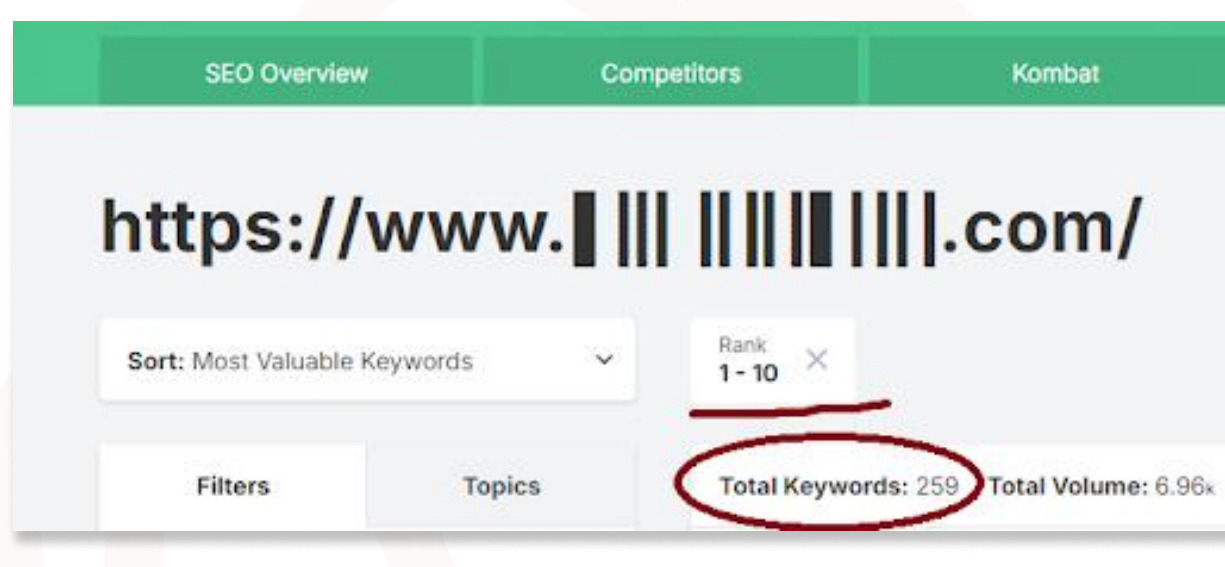 SEO Overview Competitors Kombat
https://www. .com/
Sort: Most Valuable Keywords
Rank
1 - 10
Filters Topics Total Keywords: 259 Total Volume: 6.96k